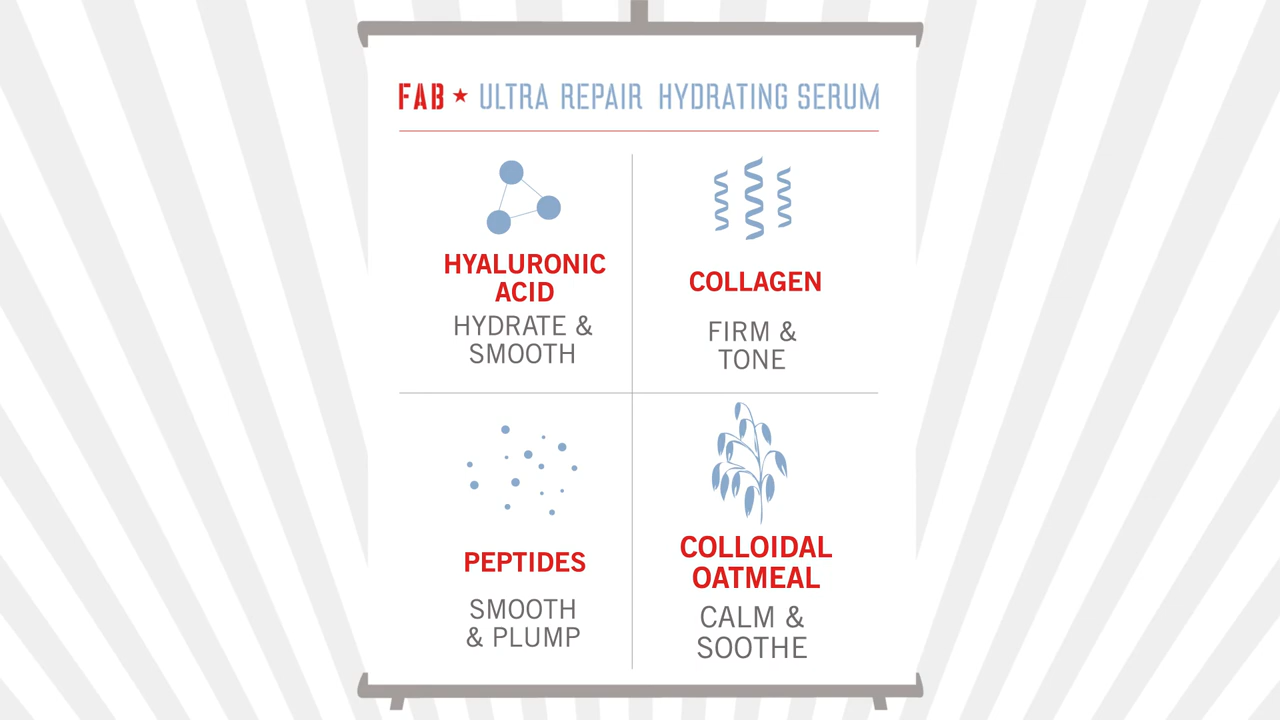 FAB ★ ULTRA REPAIR HYDRATING SERUM
HYALURONIC
ACID
HYDRATE &
SMOOTH
COLLAGEN
FIRM &
TONE
PEPTIDES
SMOOTH
& PLUMP
COLLOIDAL
OATMEAL
CALM &
SOOTHE